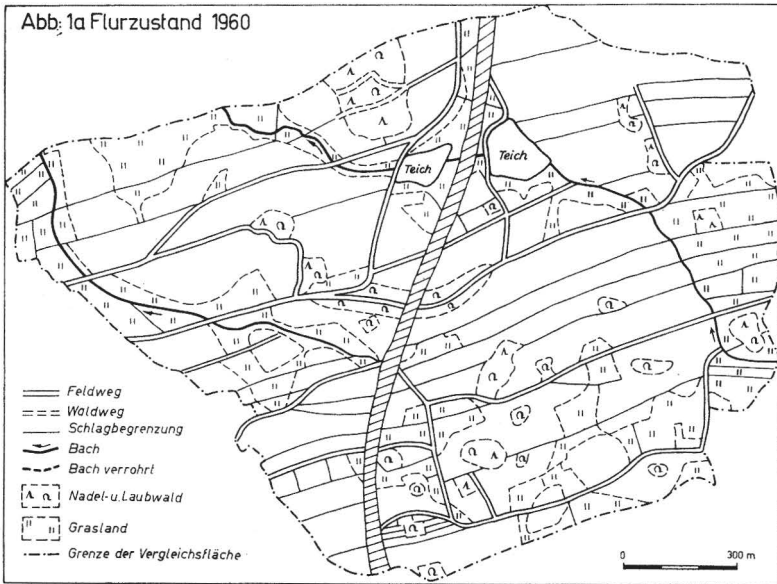 Abb: 1a Flurzustand 1960
Teich
Teich
Feldweg
Waldweg
Schlagbegrenzung
Bach
Bach verrohrt
Nadel- u. Laubwald
Grasland
Grenze der Vergleichsfläche
0 300 m